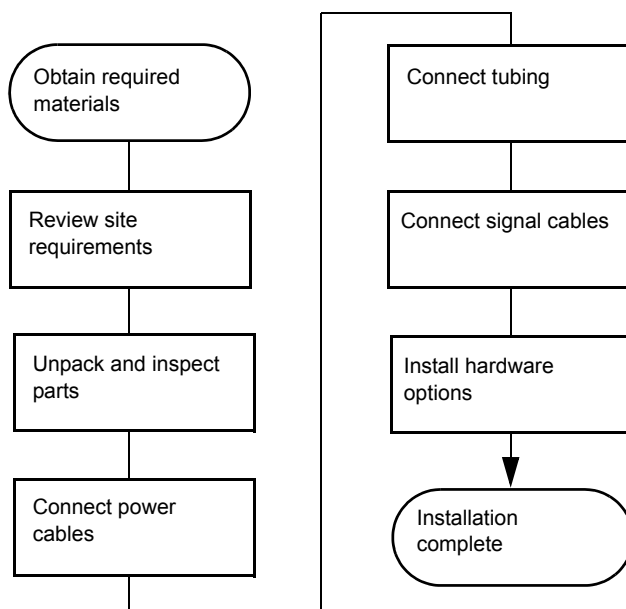 Obtain required
materials
Review site
requirements
Unpack and inspect
parts
Connect power
cables
Connect tubing
Connect signal cables
Install hardware
options
Installation
complete